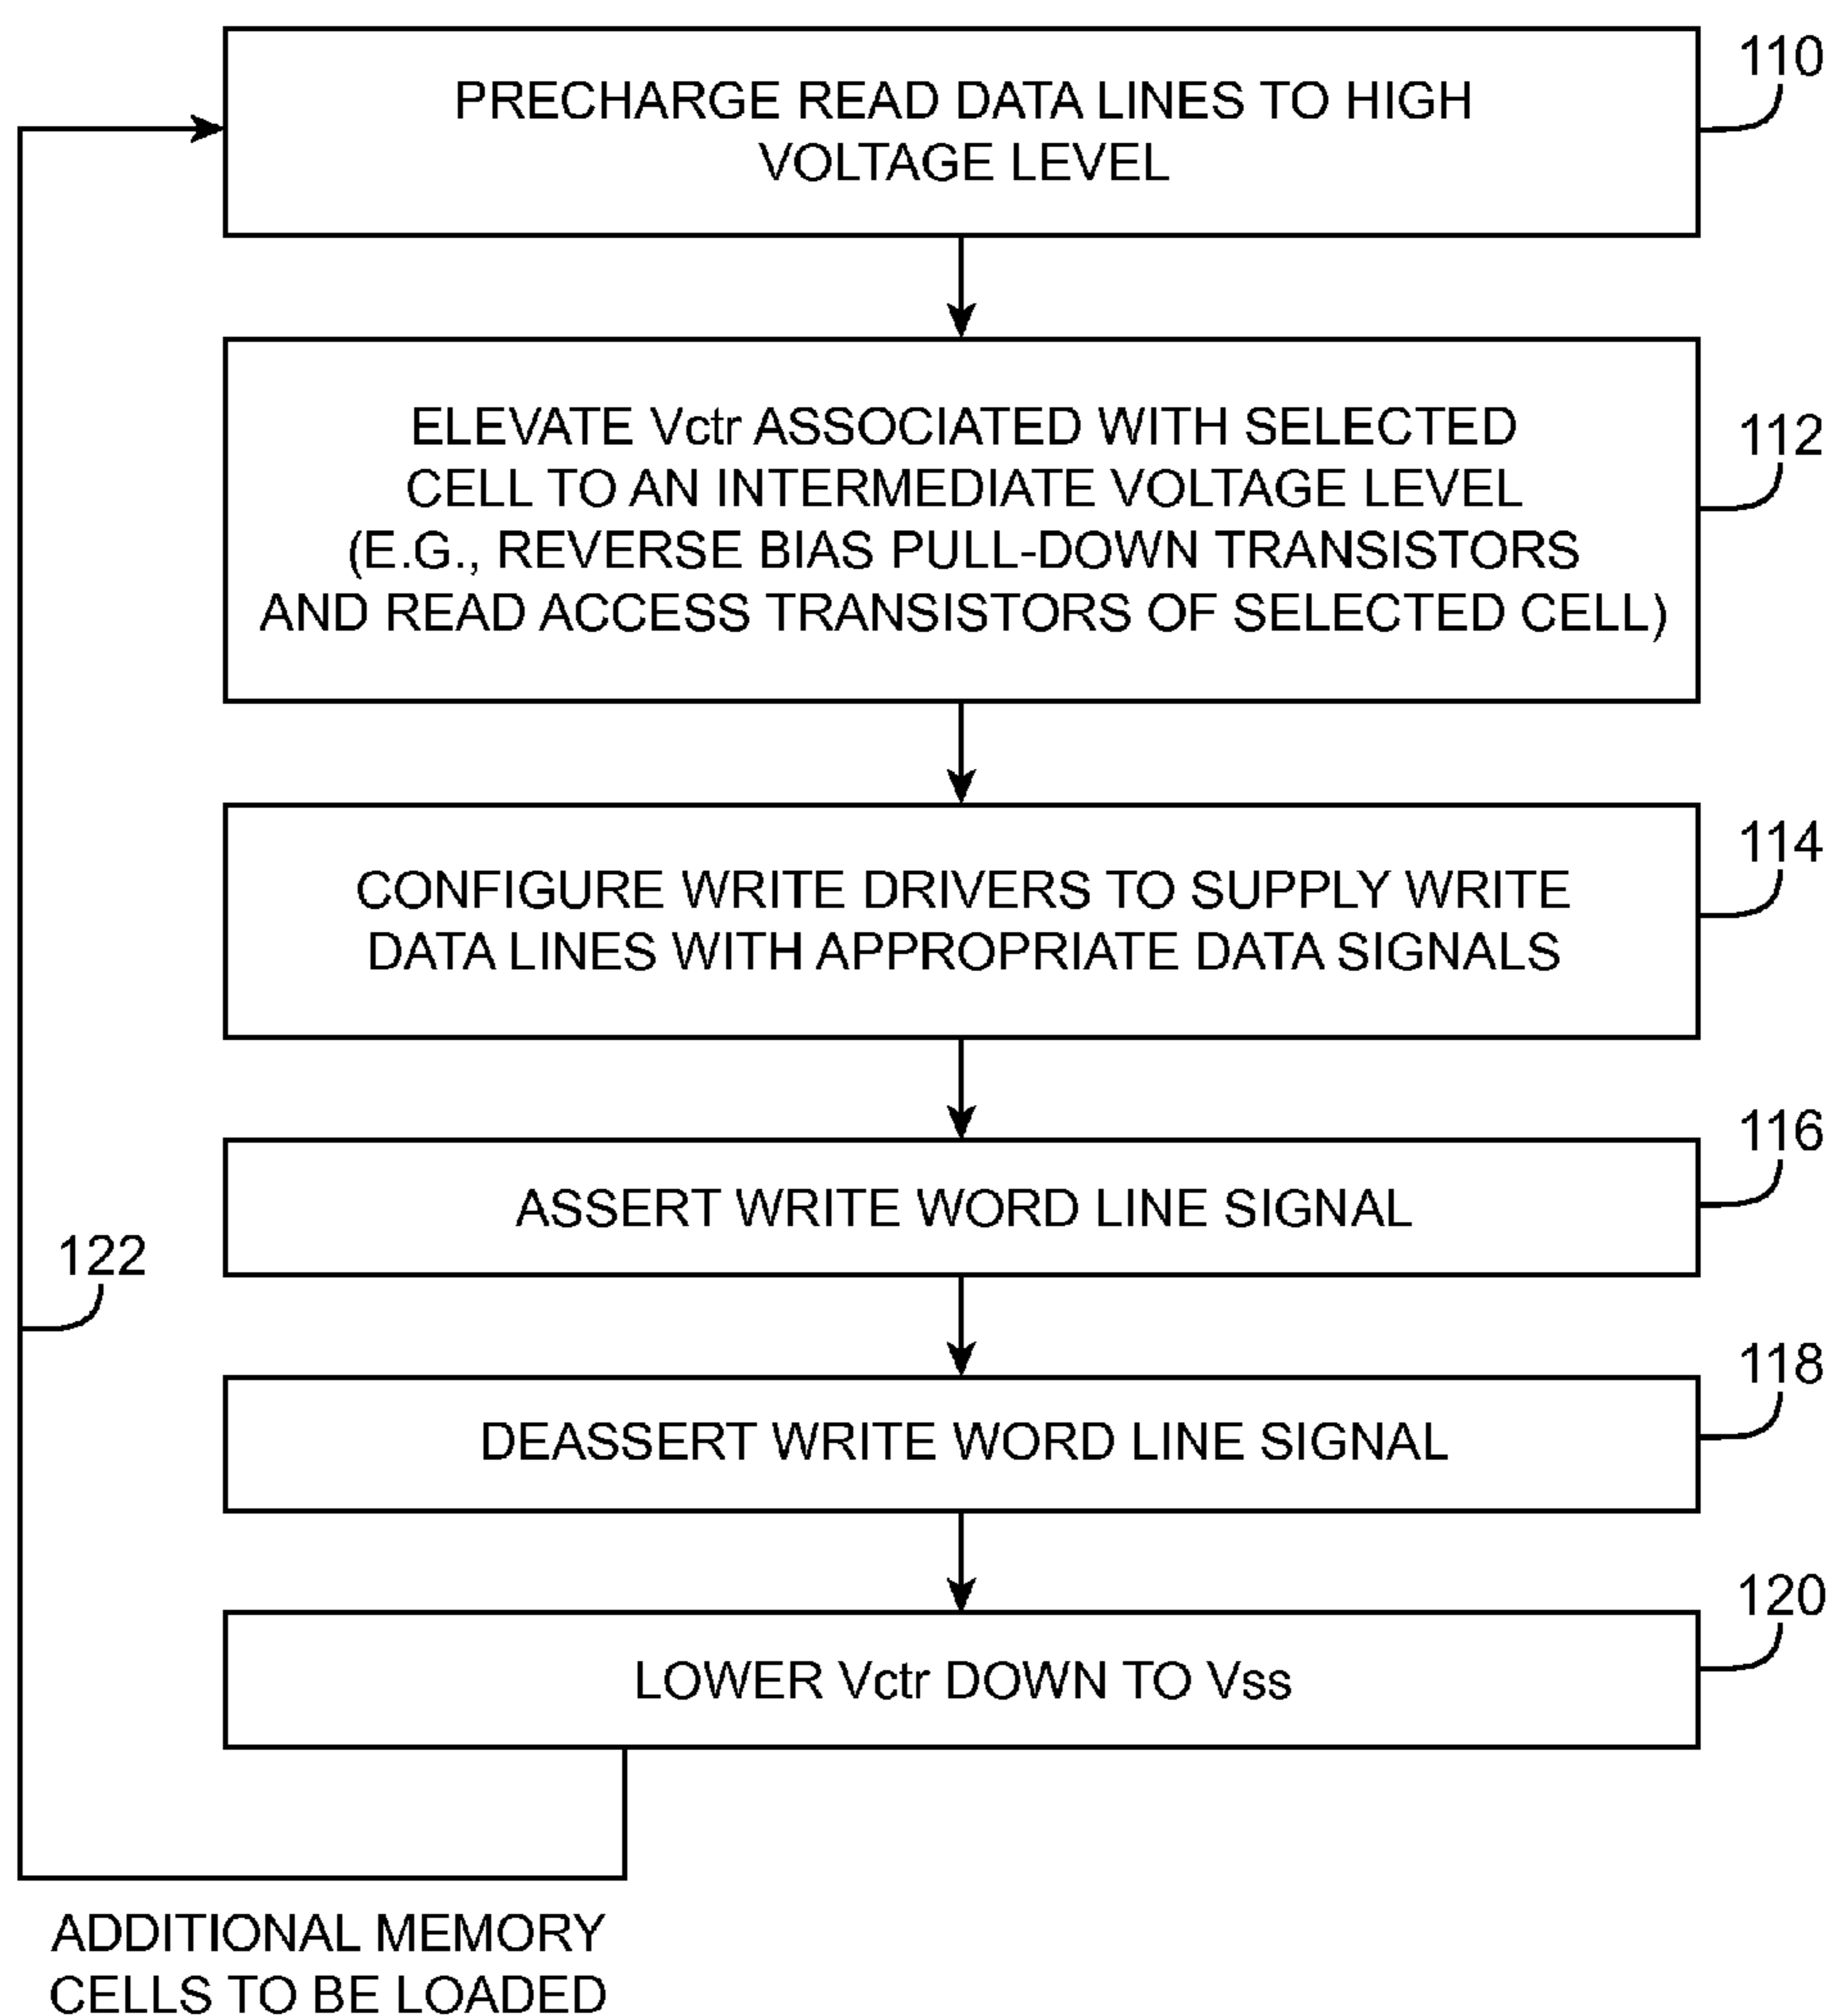 110
PRECHARGE READ DATA LINES TO HIGH
VOLTAGE LEVEL
112
ELEVATE Vctr ASSOCIATED WITH SELECTED
CELL TO AN INTERMEDIATE VOLTAGE LEVEL
(E.G., REVERSE BIAS PULL-DOWN TRANSISTORS
AND READ ACCESS TRANSISTORS OF SELECTED CELL)
114
CONFIGURE WRITE DRIVERS TO SUPPLY WRITE
DATA LINES WITH APPROPRIATE DATA SIGNALS
116
ASSERT WRITE WORD LINE SIGNAL
122
118
DEASSERT WRITE WORD LINE SIGNAL
120
LOWER Vctr DOWN TO Vss
ADDITIONAL MEMORY
CELLS TO BE LOADED